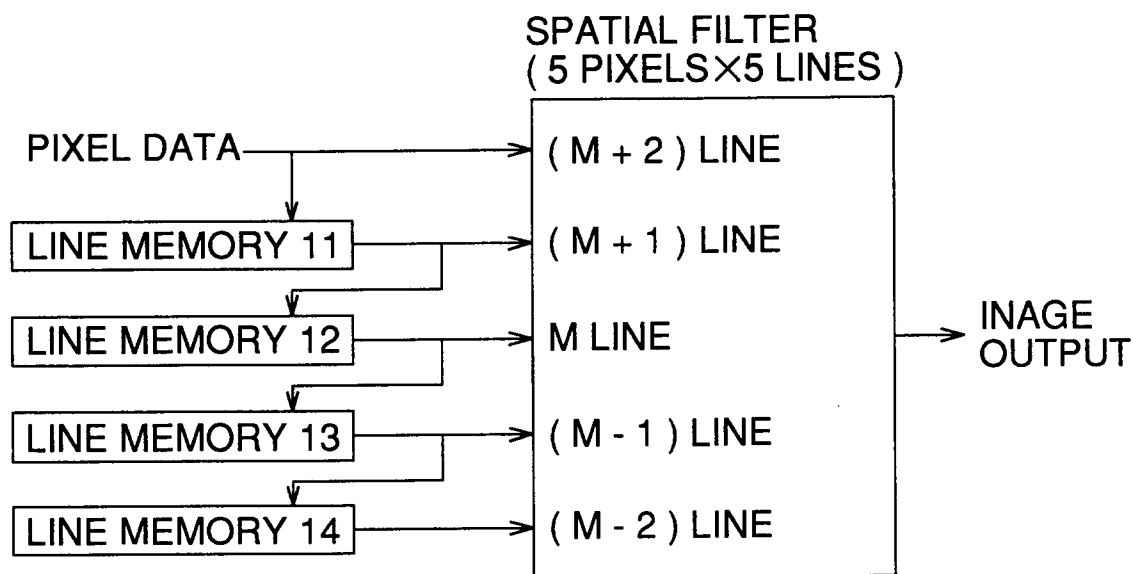 SPATIAL FILTER
( 5 PIXELS×5 LINES )
PIXEL DATA
( M + 2 ) LINE
LINE MEMORY 11
( M + 1 ) LINE
LINE MEMORY 12
M LINE
INAGE
OUTPUT
LINE MEMORY 13
( M - 1 ) LINE
LINE MEMORY 14
( M - 2 ) LINE